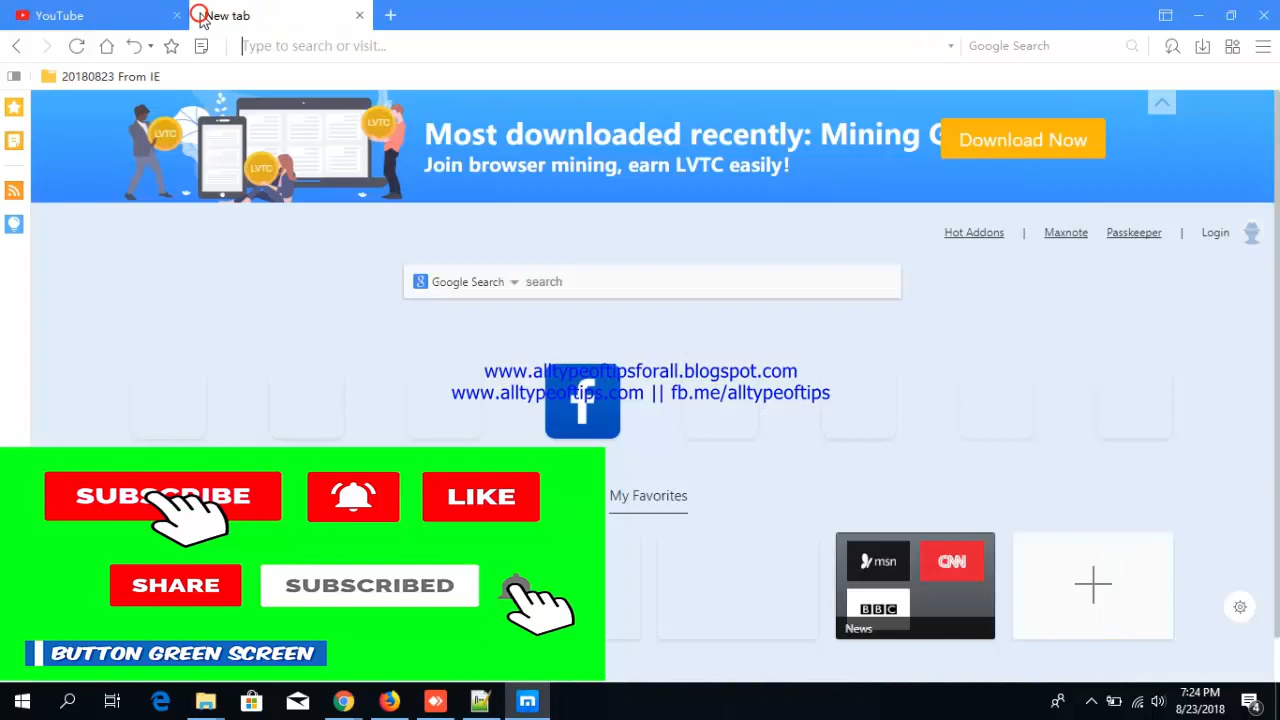 YouTube
New tab
Type to search or visit...
Google Search
20180823 From IE
LVTC
LVTC
LVTC
Most downloaded recently: Mining G
Download Now
Join browser mining, earn LVTC easily!
Hot Addons | Maxnote Passkeeper | Login
8 Google Search search
www.alltypeoftipsforall.blogspot.com
www.alltypeoftips.com || fb.me/alltypeoftips
f
SUBSCRIBE
LIKE
My Favorites
msn
CNN
SHARE
SUBSCRIBED
BBC
News
BUTTON GREEN SCREEN
7:24 PM
8/23/2018
4